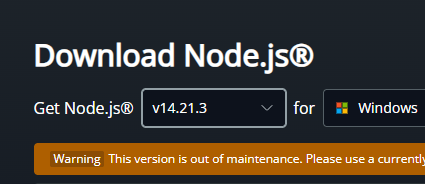 Download Node.js®
Get Node.js® v14.21.3 for Windows
Warning This version is out of maintenance. Please use a currently